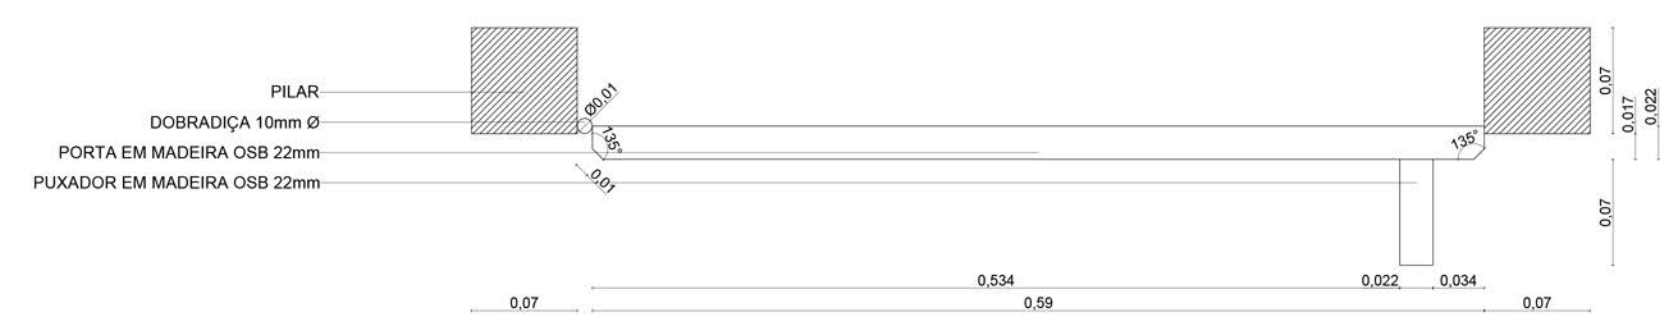 PILAR
DOBRADIÇA 10mm Ø
PORTA EM MADEIRA OSB 22mm
PUXADOR EM MADEIRA OSB 22mm
Ø0,01
135°
0,01
135°
0,07
0,017
0,022
0,07
0,534
0,022
0,034
0,07
0,59
0,07